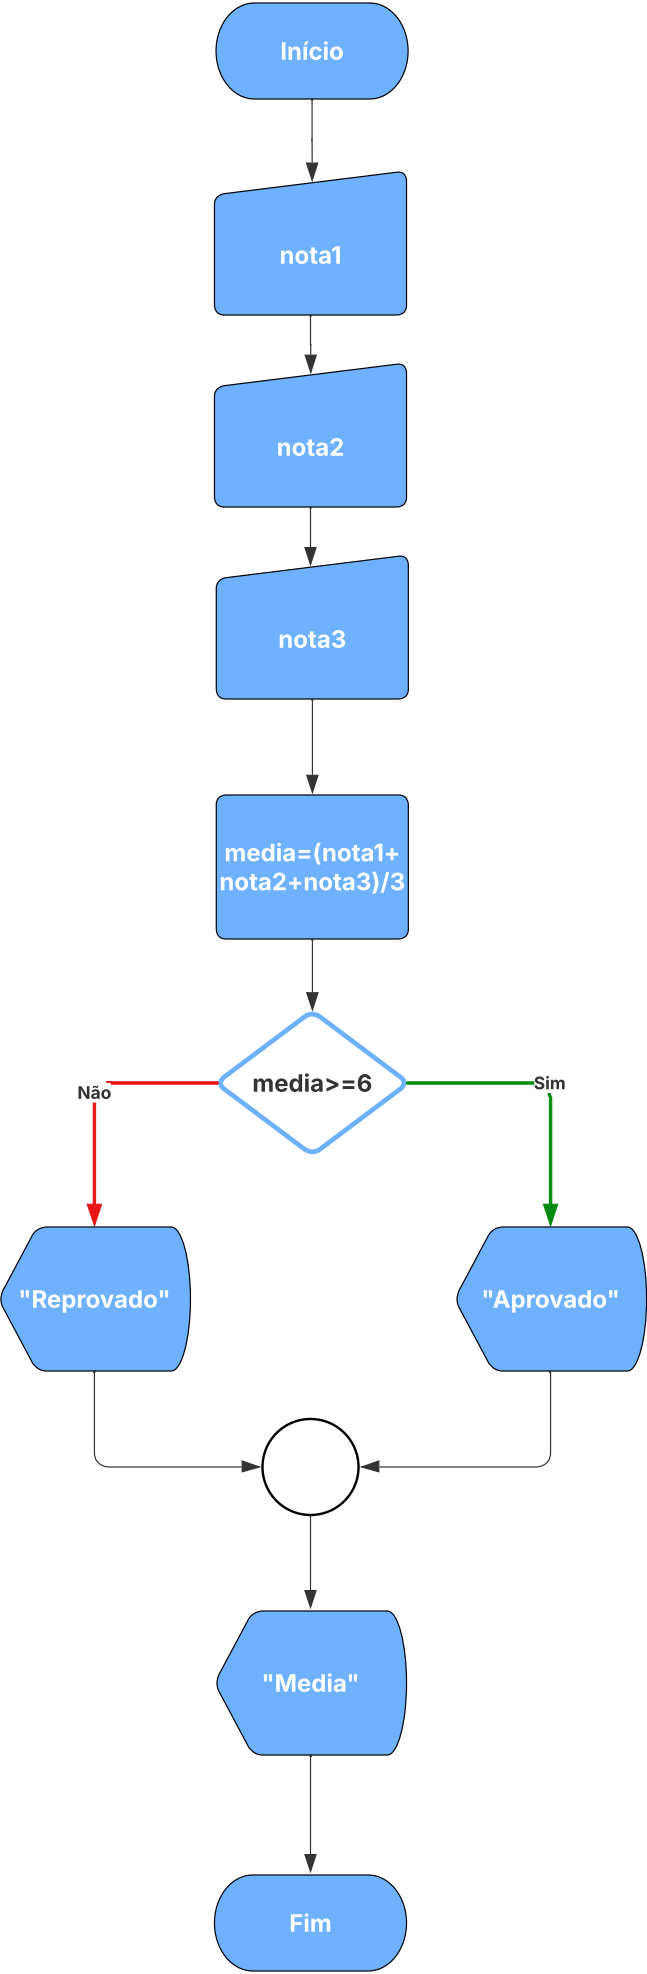 Início
nota1
nota2
nota3
media=(nota1+
nota2+nota3)/3
media>=6
Não
Sim
"Reprovado"
"Aprovado"
"Media"
Fim